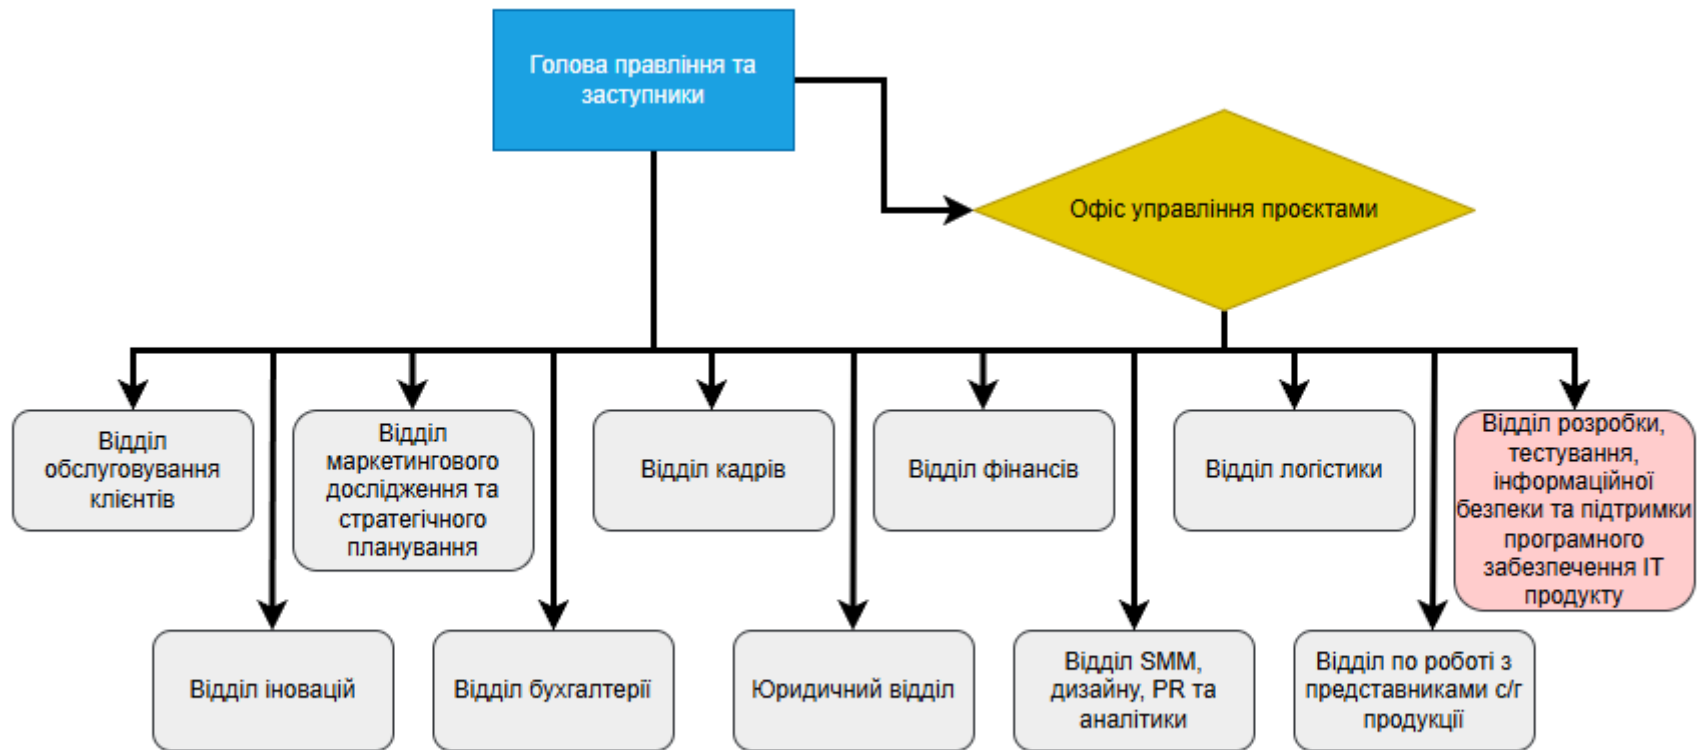 Голова правління та
заступники
Офіс управління проєктами
Відділ
обслуговування
клієнтів
Відділ
маркетингового
дослідження та
стратегічного
планування
Відділ кадрів
Відділ фінансів
Відділ логістики
Відділ розробки,
тестування,
інформаційної
безпеки та підтримки
програмного
забезпечення ІТ
продукту
Відділ іновацій
Відділ бухгалтерії
Юридичний відділ
Відділ SMM,
дизайну, PR та
аналітики
Відділ по роботі з
представниками с/г
продукції